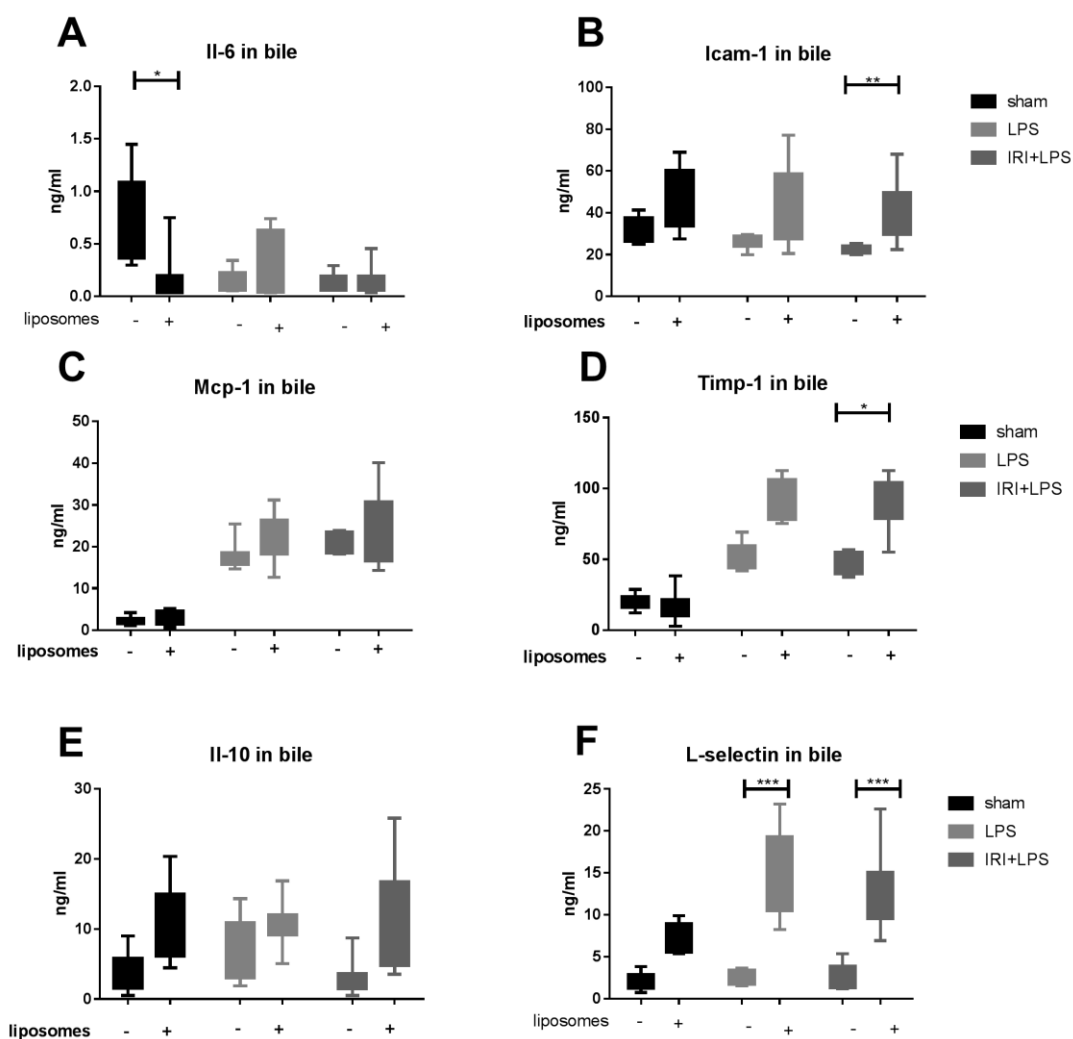 A
Il-6 in bile
*
2.0
1.5
1.0
0.5
0.0
ng/ml
liposomes - + - + - +
B
Icam-1 in bile
**
100
80
60
40
20
0
ng/ml
liposomes - + - + - +
sham
LPS
IRI+LPS
C
Mcp-1 in bile
50
40
30
20
10
0
ng/ml
liposomes - + - + - +
D
Timp-1 in bile
*
150
100
50
0
ng/ml
liposomes - + - + - +
sham
LPS
IRI+LPS
E
Il-10 in bile
30
20
10
0
ng/ml
liposomes - + - + - +
F
L-selectin in bile
*** ***
25
20
15
10
5
0
ng/ml
liposomes - + - + - +
sham
LPS
IRI+LPS